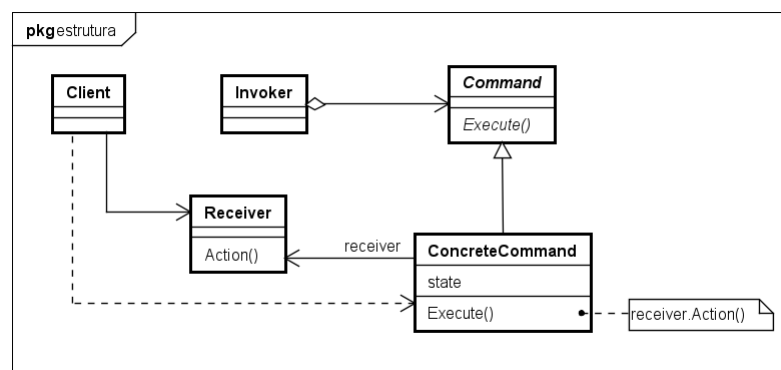 pkg estrutura
Client
Invoker
Command
Execute()
Receiver
Action()
receiver
ConcreteCommand
state
Execute()
receiver.Action()